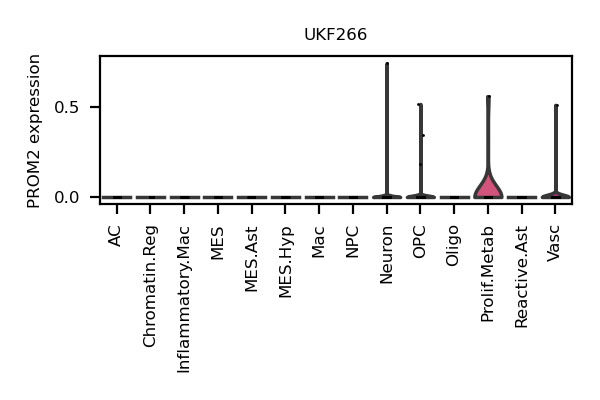 UKF266
PROM2 expression
0.5
0.0
AC
Chromatin.Reg
Inflammatory.Mac
MES
MES.Ast
MES.Hyp
Mac
NPC
Neuron
OPC
Oligo
Prolif.Metab
Reactive.Ast
Vasc